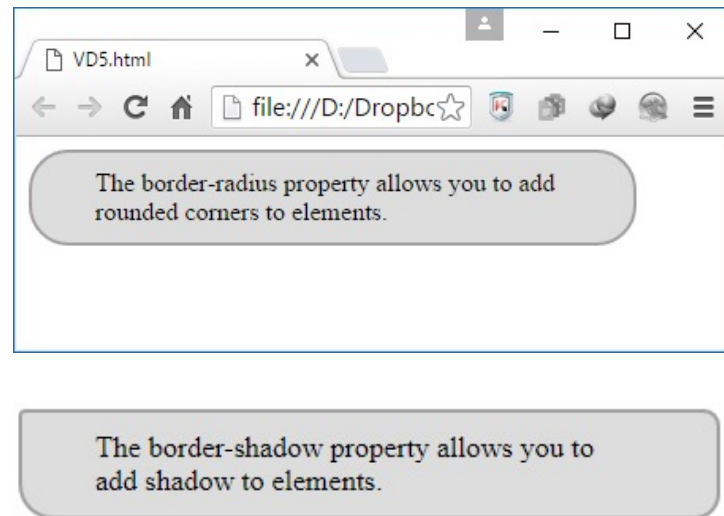 VD5.html
file:///D:/Dropbc
The border-radius property allows you to add
rounded corners to elements.
The border-shadow property allows you to
add shadow to elements.